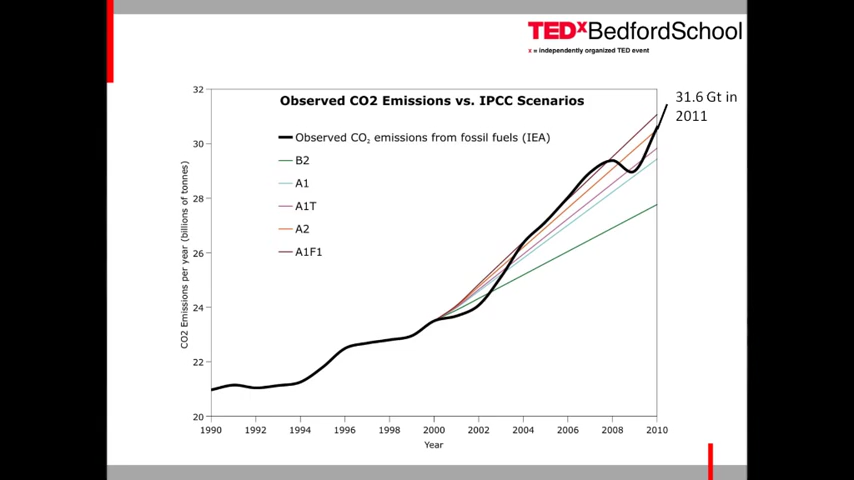 TEDxBedfordSchool
x = independently organized TED event
Observed CO2 Emissions vs. IPCC Scenarios
31.6 Gt in
2011
Observed CO₂ emissions from fossil fuels (IEA)
B2
A1
A1T
A2
A1F1
CO2 Emissions per year (billions of tonnes)
32
30
28
26
24
22
20
1990 1992 1994 1996 1998 2000 2002 2004 2006 2008 2010
Year